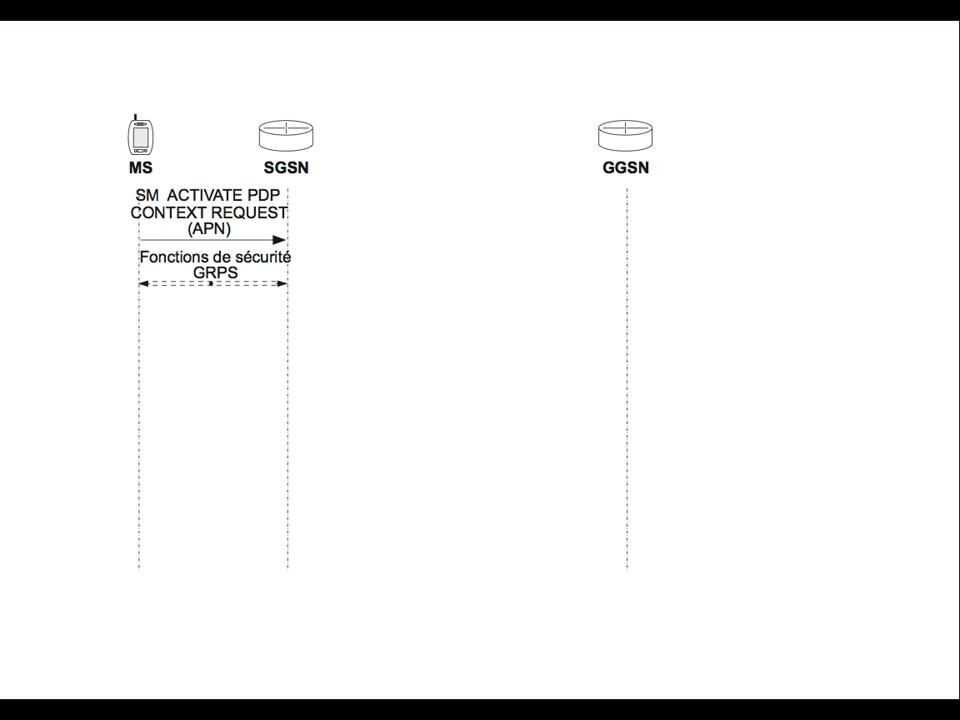 MS
SGSN
GGSN
SM ACTIVATE PDP
CONTEXT REQUEST
(APN)
Fonctions de sécurité
GRPS